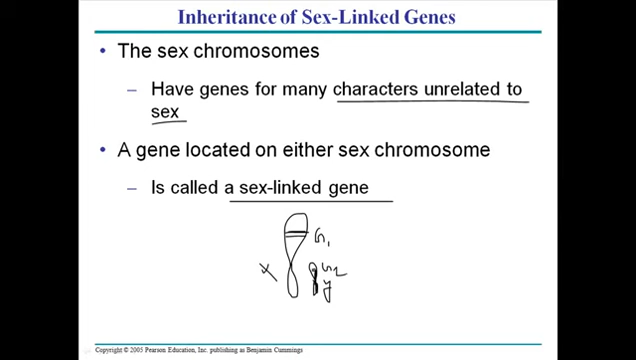 Inheritance of Sex-Linked Genes
• The sex chromosomes
– Have genes for many characters unrelated to
sex
• A gene located on either sex chromosome
– Is called a sex-linked gene
G1
X G2
y
Copyright © 2005 Pearson Education, Inc. publishing as Benjamin Cummings